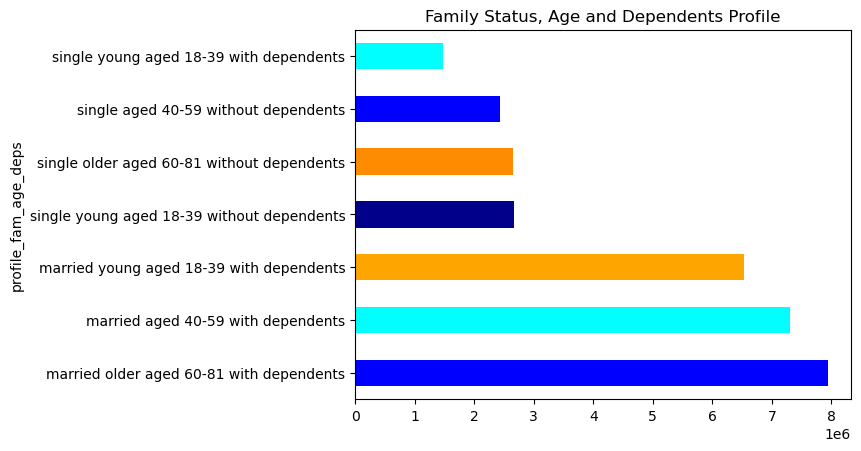 Family Status, Age and Dependents Profile
single young aged 18-39 with dependents
single aged 40-59 without dependents
single older aged 60-81 without dependents
single young aged 18-39 without dependents
married young aged 18-39 with dependents
married aged 40-59 with dependents
married older aged 60-81 with dependents
profile_fam_age_deps
0 1 2 3 4 5 6 7 8
1e6